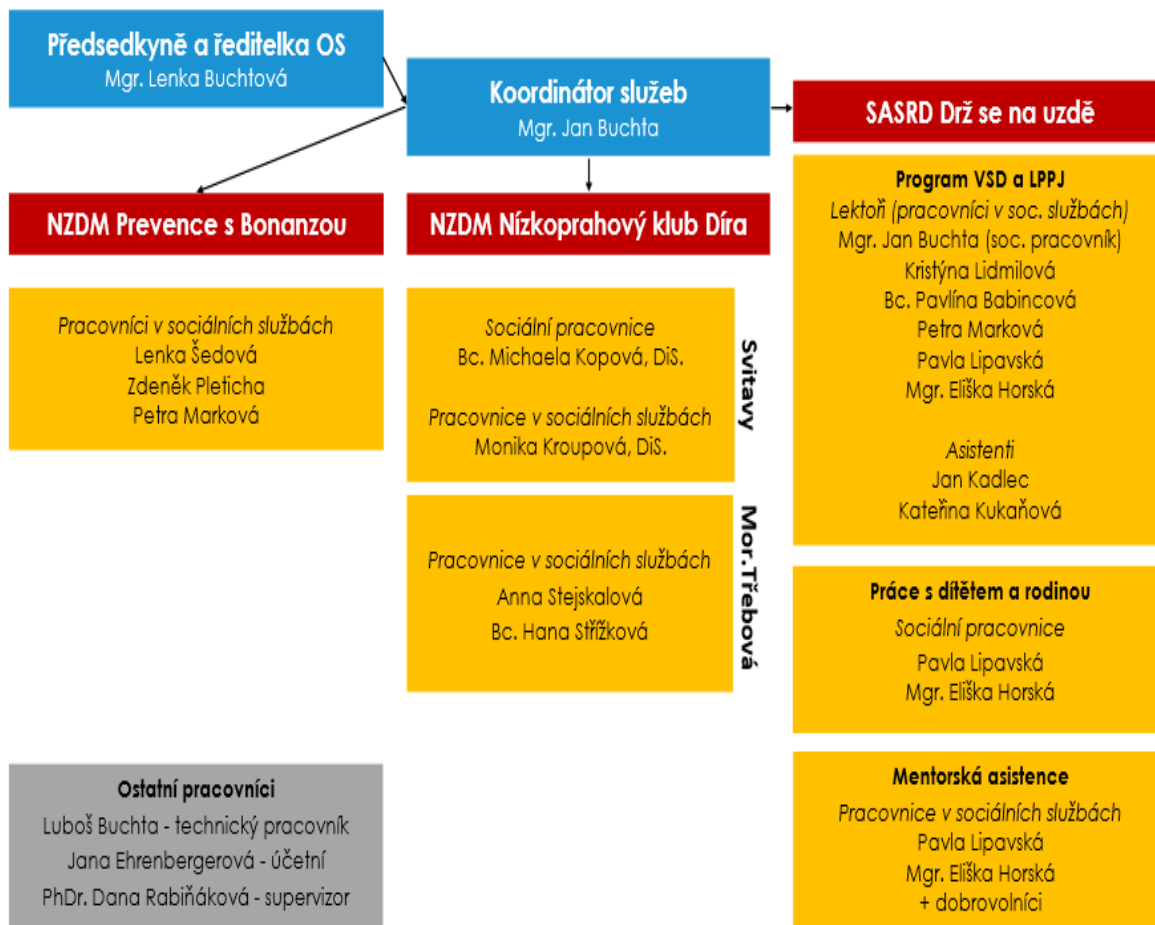 Předsedkyně a ředitelka OS
Mgr. Lenka Buchtová
Koordinátor služeb
Mgr. Jan Buchta
SASRD Drž se na uzdě
NZDM Prevence s Bonanzou
NZDM Nízkoprahový klub Díra
Pracovníci v sociálních službách
Lenka Šedová
Zdeněk Pleticha
Petra Marková
Sociální pracovnice
Bc. Michaela Kopová, DiS.
Pracovnice v sociálních službách
Monika Kroupová, DiS.
Svitavy
Pracovnice v sociálních službách
Anna Stejskalová
Bc. Hana Střížková
Mor.Třebová
Program VSD a LPPJ
Lektoři (pracovníci v soc. službách)
Mgr. Jan Buchta (soc. pracovník)
Kristýna Lidmilová
Bc. Pavlína Babincová
Petra Marková
Pavla Lipavská
Mgr. Eliška Horská
Asistenti
Jan Kadlec
Kateřina Kukaňová
Práce s dítětem a rodinou
Sociální pracovnice
Pavla Lipavská
Mgr. Eliška Horská
Mentorská asistence
Pracovnice v sociálních službách
Pavla Lipavská
Mgr. Eliška Horská
+ dobrovolníci
Ostatní pracovníci
Luboš Buchta - technický pracovník
Jana Ehrenbergerová - účetní
PhDr. Dana Rabiňáková - supervizor